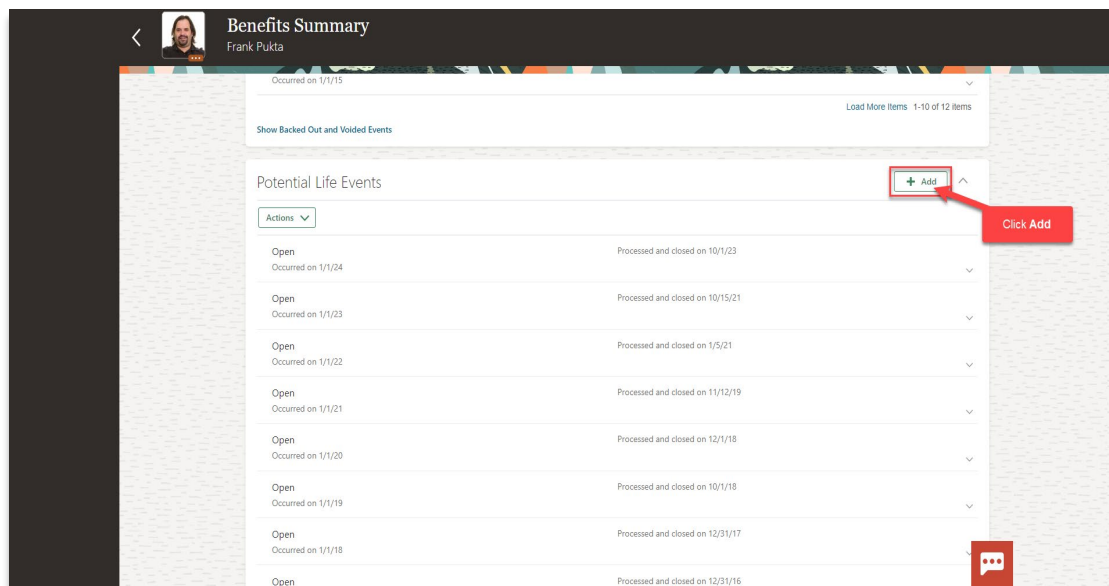 Benefits Summary
Frank Pukta
Occurred on 1/1/15
Load More Items 1-10 of 12 items
Show Backed Out and Voided Events
Potential Life Events
+ Add
Click Add
Actions
Open
Processed and closed on 10/1/23
Occurred on 1/1/24
Open
Processed and closed on 10/15/21
Occurred on 1/1/23
Open
Processed and closed on 1/5/21
Occurred on 1/1/22
Open
Processed and closed on 11/12/19
Occurred on 1/1/21
Open
Processed and closed on 12/1/18
Occurred on 1/1/20
Open
Processed and closed on 10/1/18
Occurred on 1/1/19
Open
Processed and closed on 12/31/17
Occurred on 1/1/18
Open
Processed and closed on 12/31/16